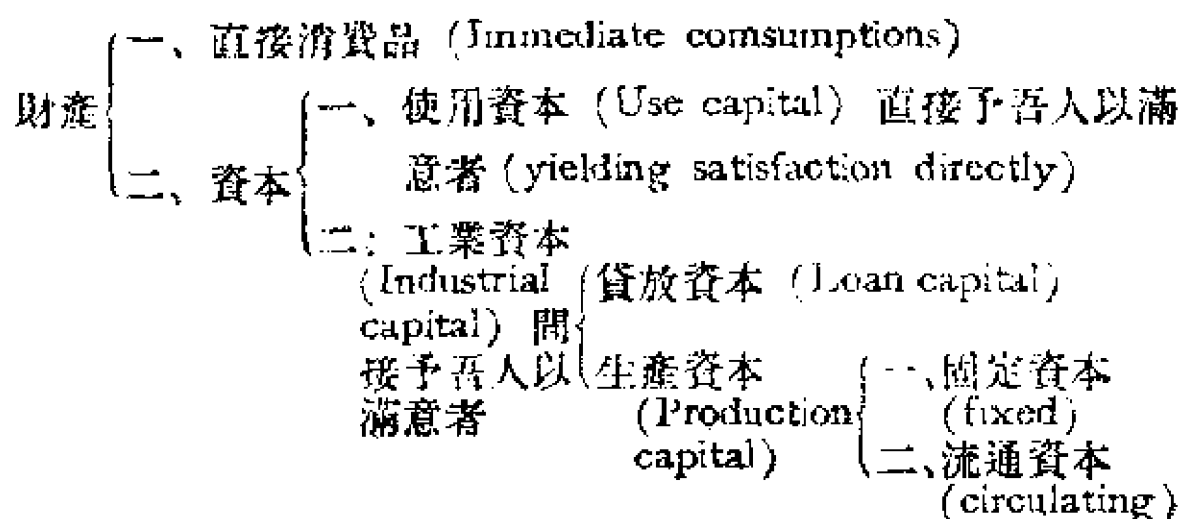 一、直接消費品 (Immediate comsumptions)
財產
一、使用資本 (Use capital) 直接予吾人以滿
二、資本
意者 (yielding satisfaction directly)
二：工業資本
(Industrial
capital) 間
接予吾人以
滿意者
貸放資本 (Loan capital)
生產資本
(Production
capital)
一、固定資本
(fixed)
二、流通資本
(circulating)